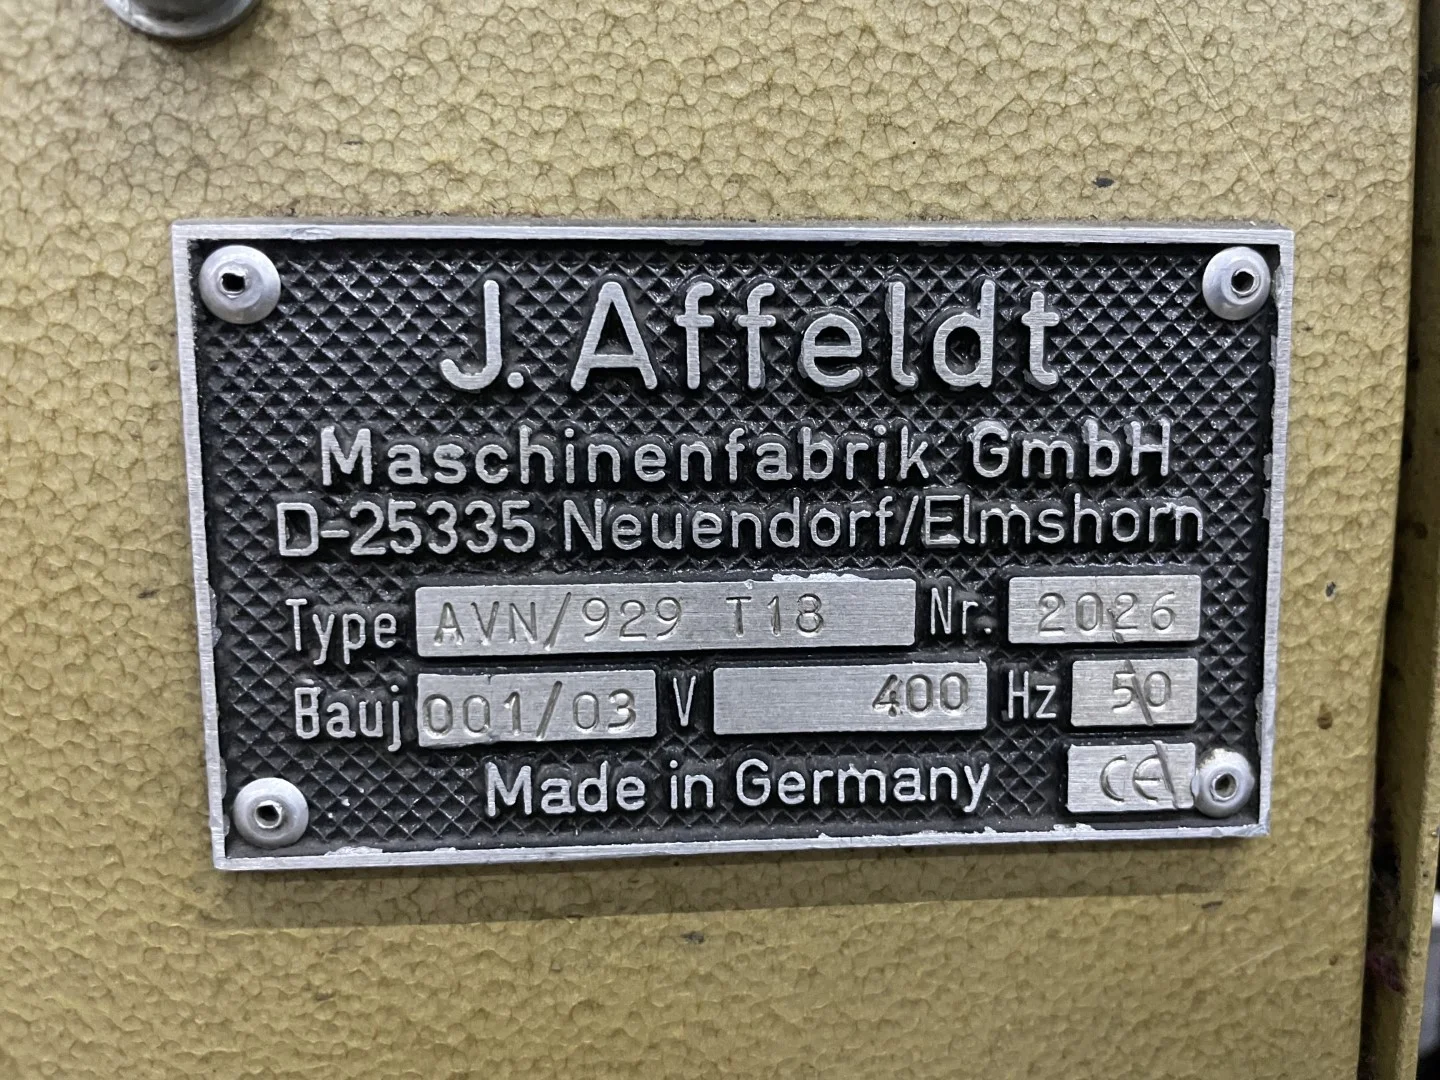 J. Affeldt
Maschinenfabrik GmbH
D-25335 Neuendorf/Elmshorn
Type AVN/929 T18 Nr. 2026
Bauj 001/03 V 400 Hz 50
Made in Germany CE